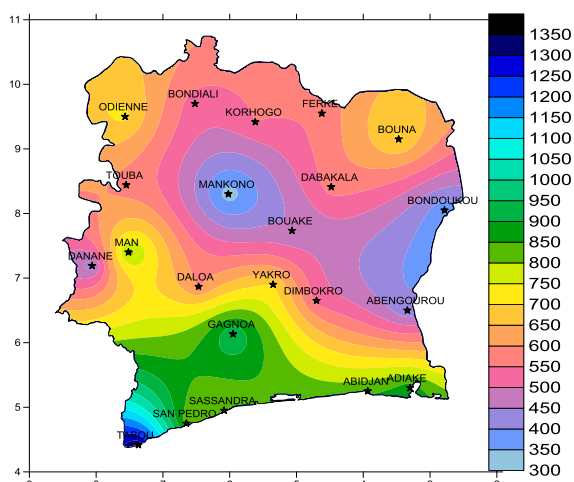 11
10
9
8
7
6
5
4
ODIENNE
BONDIALI
KORHOGO
FERKE
BOUNA
TOUBA
MANKONO
DABAKALA
BONDOUKOU
BOUAKE
MAN
DANANE
DALOA
YAKRO
DIMBOKRO
ABENGOUROU
GAGNOA
ABIDJAN
ADIAKE
SASSANDRA
SAN PEDRO
TABOU
1350
1300
1250
1200
1150
1100
1050
1000
950
900
850
800
750
700
650
600
550
500
450
400
350
300